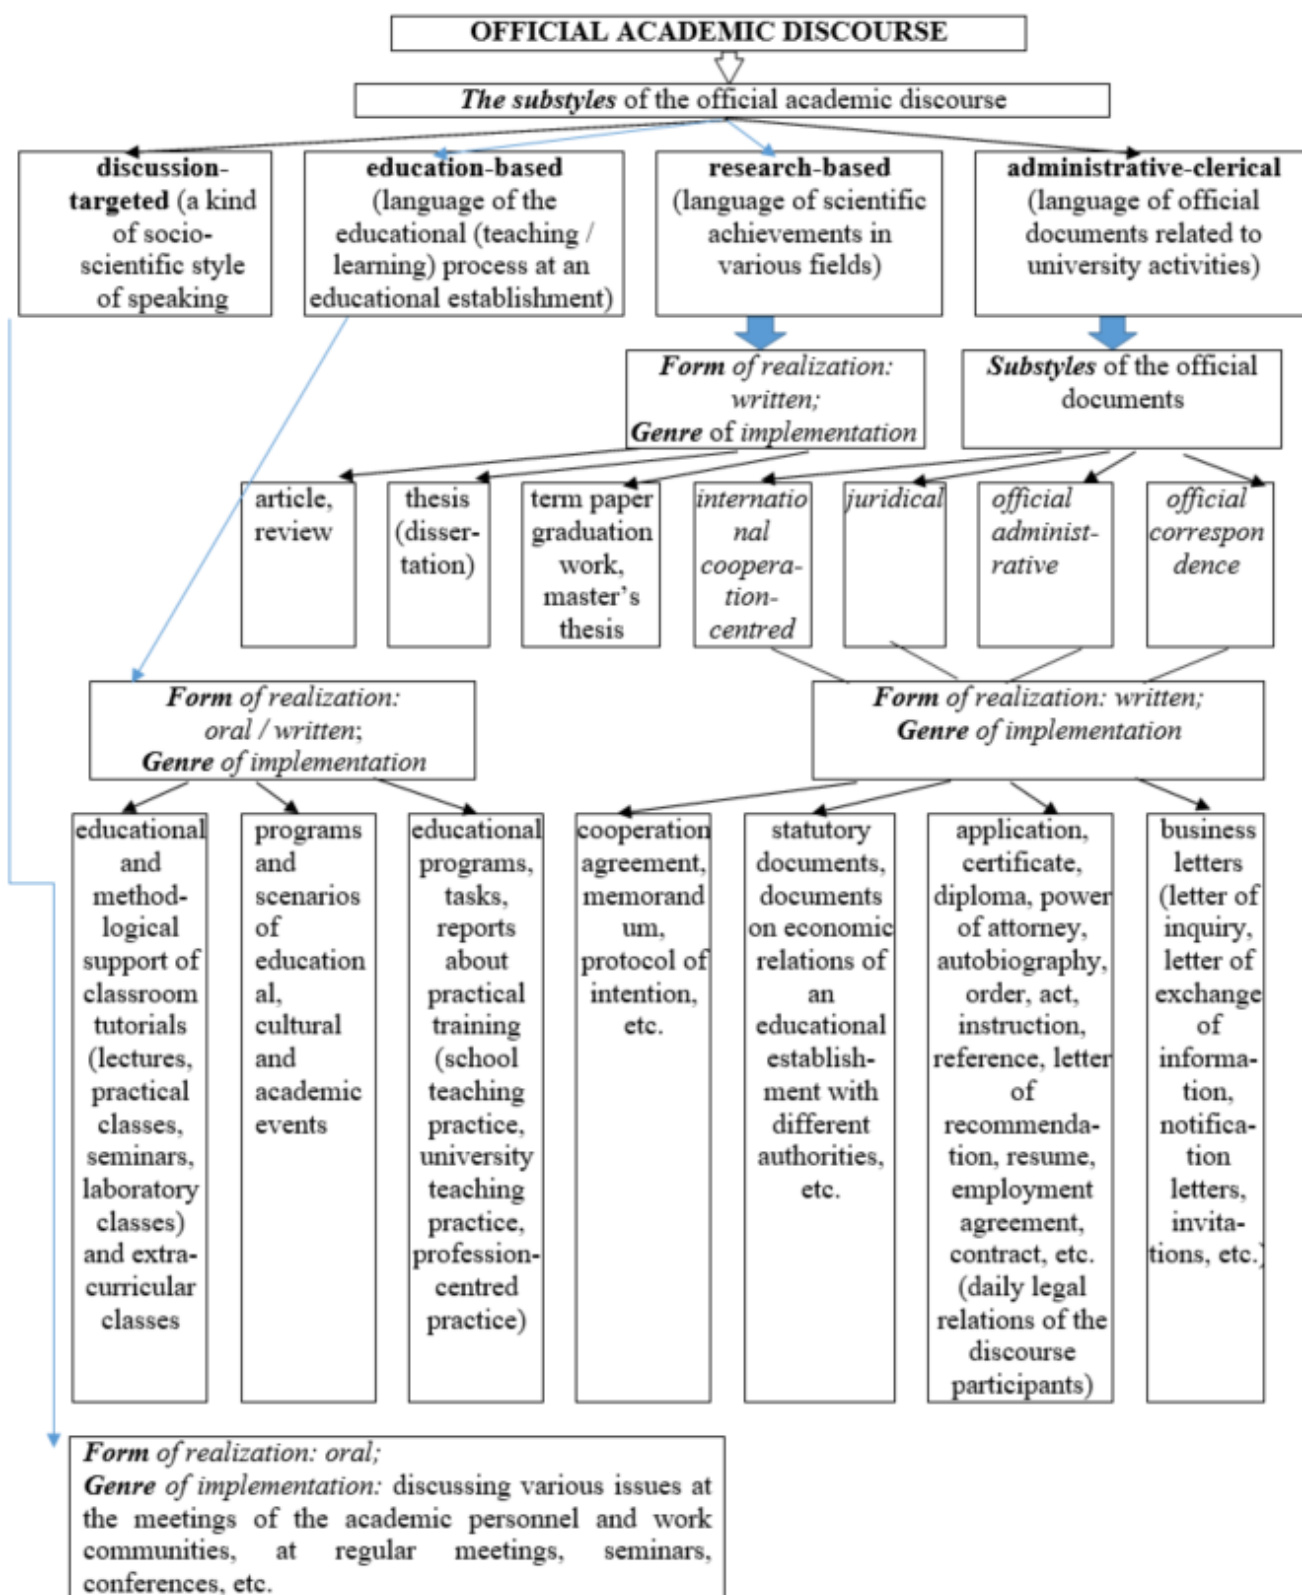 OFFICIAL ACADEMIC DISCOURSE
The substyles of the official academic discourse
discussion-
targeted (a kind
of socio-
scientific style
of speaking
education-based
(language of the
educational (teaching /
learning) process at an
educational establishment)
research-based
(language of scientific
achievements in
various fields)
administrative-clerical
(language of official
documents related to
university activities)
Form of realization:
written;
Genre of implementation
Substyles of the official
documents
article,
review
thesis
(disser-
tation)
term paper
graduation
work,
master's
thesis
internatio
nal
coopera-
tion-
centred
juridical
official
administ-
rative
official
correspon
dence
Form of realization:
oral / written;
Genre of implementation
Form of realization: written;
Genre of implementation
educational
and
method-
logical
support of
classroom
tutorials
(lectures,
practical
classes,
seminars,
laboratory
classes)
and extra-
curricular
classes
programs
and
scenarios
of
education
al,
cultural
and
academic
events
educational
programs,
tasks,
reports
about
practical
training
(school
teaching
practice,
university
teaching
practice,
profession-
centred
practice)
cooperation
agreement,
memorand
um,
protocol of
intention,
etc.
statutory
documents,
documents
on economic
relations of
an
educational
establish-
ment with
different
authorities,
etc.
application,
certificate,
diploma, power
of attorney,
autobiography,
order, act,
instruction,
reference, letter
of
recommenda-
tion, resume,
employment
agreement,
contract, etc.
(daily legal
relations of the
discourse
participants)
business
letters
(letter of
inquiry,
letter of
exchange
of
informa-
tion,
notifica-
tion
letters,
invita-
tions, etc.)
Form of realization: oral;
Genre of implementation: discussing various issues at
the meetings of the academic personnel and work
communities, at regular meetings, seminars,
conferences, etc.